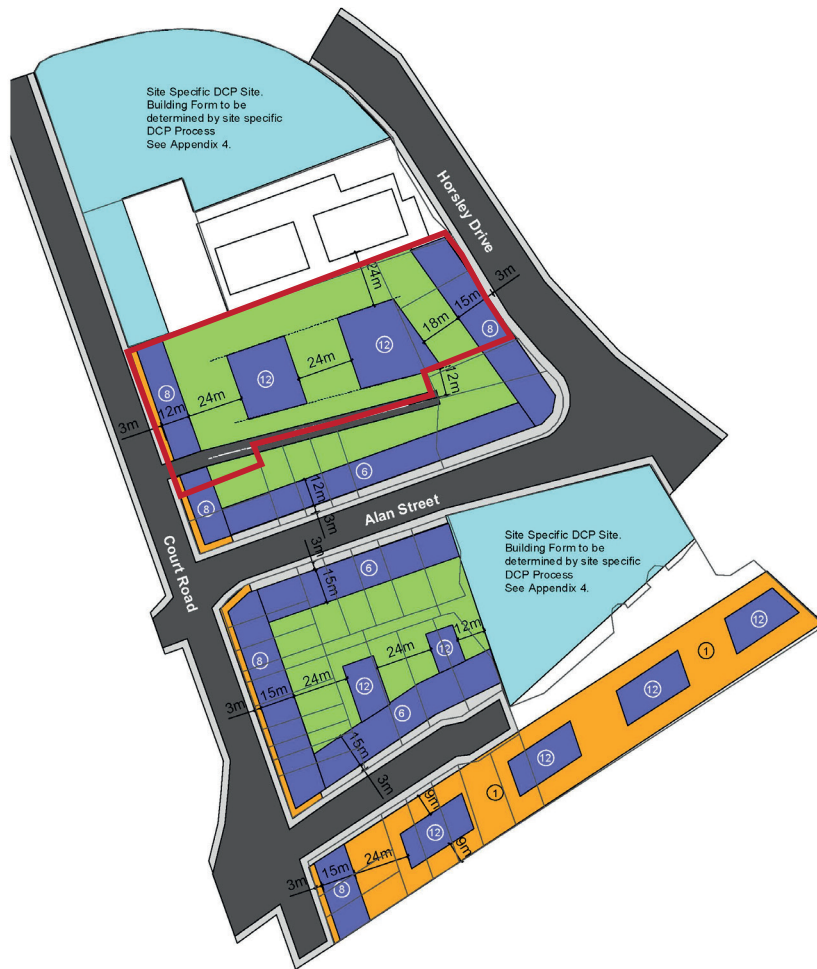 Site Specific DCP Site.
Building Form to be
determined by site specific
DCP Process
See Appendix 4.
Horsley Drive
24m
3m
15m
18m
8
12
24m
12
8
24m
12m
3m
12m
6
8
12m
3m
Alan Street
Court Road
3m
15m
6
Site Specific DCP Site.
Building Form to be
determined by site specific
DCP Process
See Appendix 4.
8
12m
12
24m
12
24m
15m
3m
6
15m
3m
12
1
12
12
1
9m
12
9m
24m
15m
3m
8